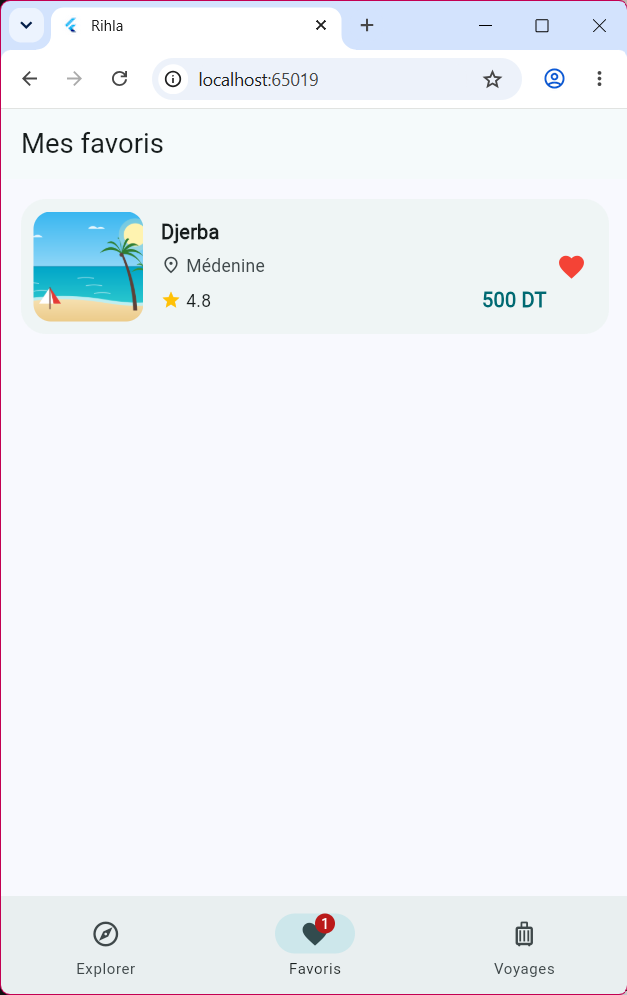 Rihla
localhost:65019
Mes favoris
Djerba
Médenine
4.8
500 DT
1
Explorer
Favoris
Voyages